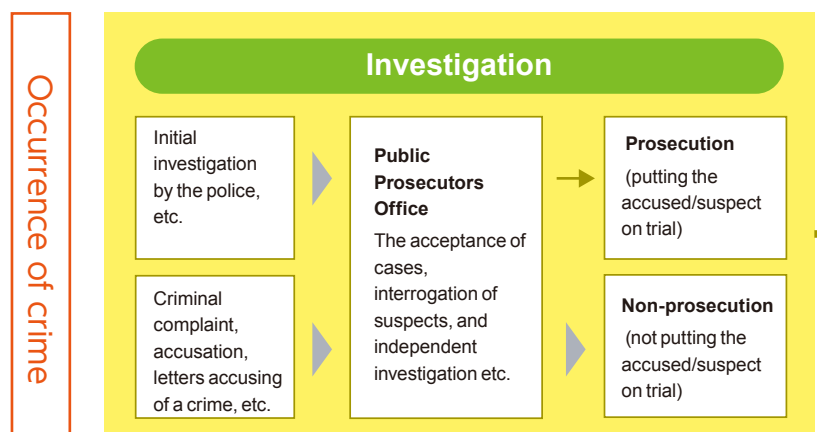 Occurrence of crime
Investigation
Initial
investigation
by the police,
etc.
Criminal
complaint,
accusation,
letters accusing
of a crime, etc.
Public
Prosecutors
Office
The acceptance of
cases,
interrogation of
suspects, and
independent
investigation etc.
Prosecution
(putting the
accused/suspect
on trial)
Non-prosecution
(not putting the
accused/suspect
on trial)